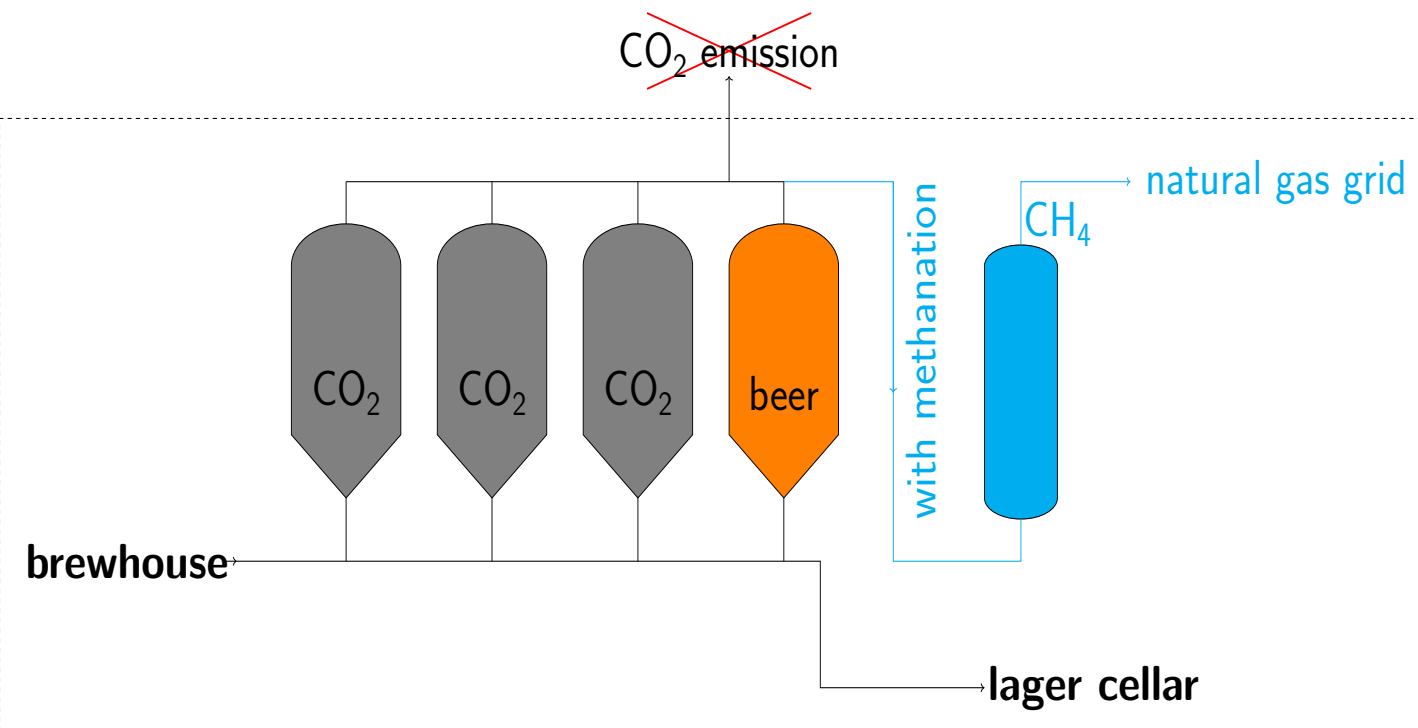 CO₂ emission
natural gas grid
CH₄
with methanation
CO₂ CO₂ CO₂ beer
brewhouse
lager cellar